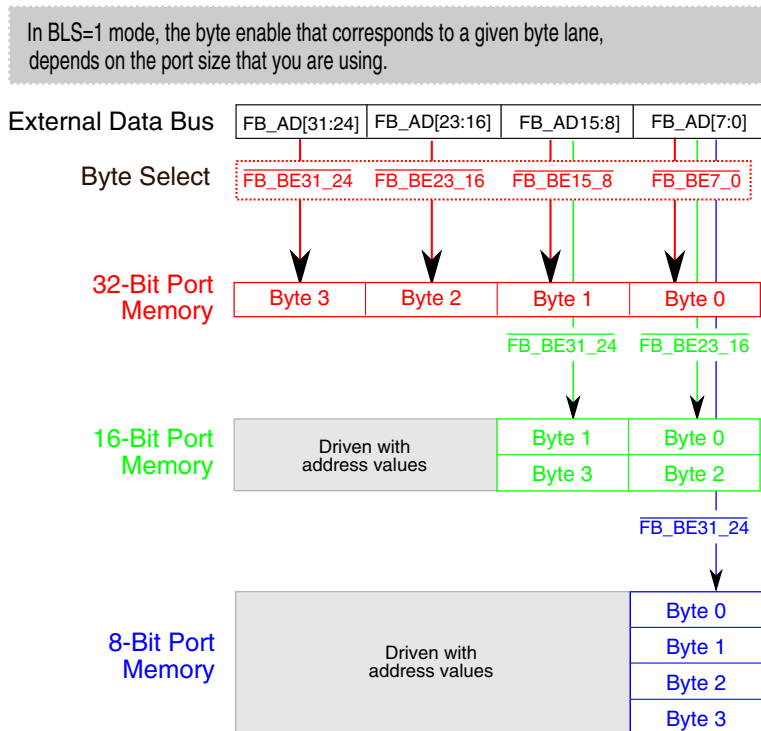 In BLS=1 mode, the byte enable that corresponds to a given byte lane,
depends on the port size that you are using.
External Data Bus FB_AD[31:24] FB_AD[23:16] FB_AD15:8] FB_AD[7:0]
Byte Select FB_BE31_24 FB_BE23_16 FB_BE15_8 FB_BE7_0
32-Bit Port
Memory
Byte 3 Byte 2 Byte 1 Byte 0
FB_BE31_24 FB_BE23_16
16-Bit Port
Memory
Driven with
address values
Byte 1 Byte 0
Byte 3 Byte 2
FB_BE31_24
8-Bit Port
Memory
Driven with
address values
Byte 0
Byte 1
Byte 2
Byte 3